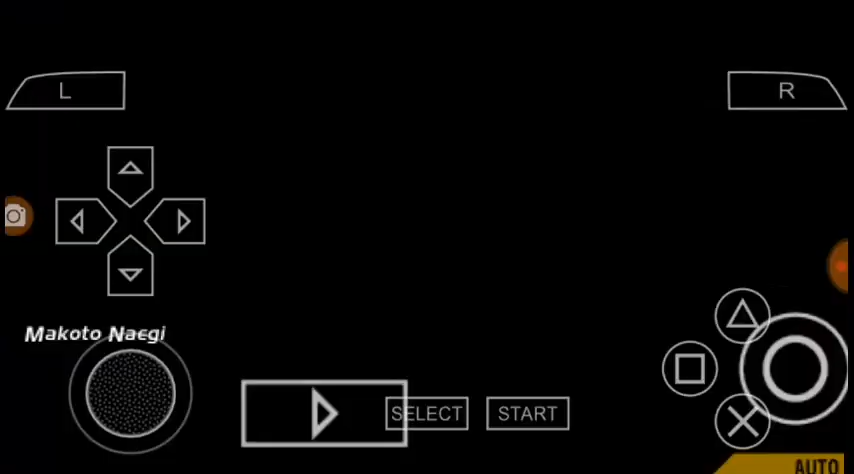 L
R
Makoto Naegi
SELECT
START
AUTO